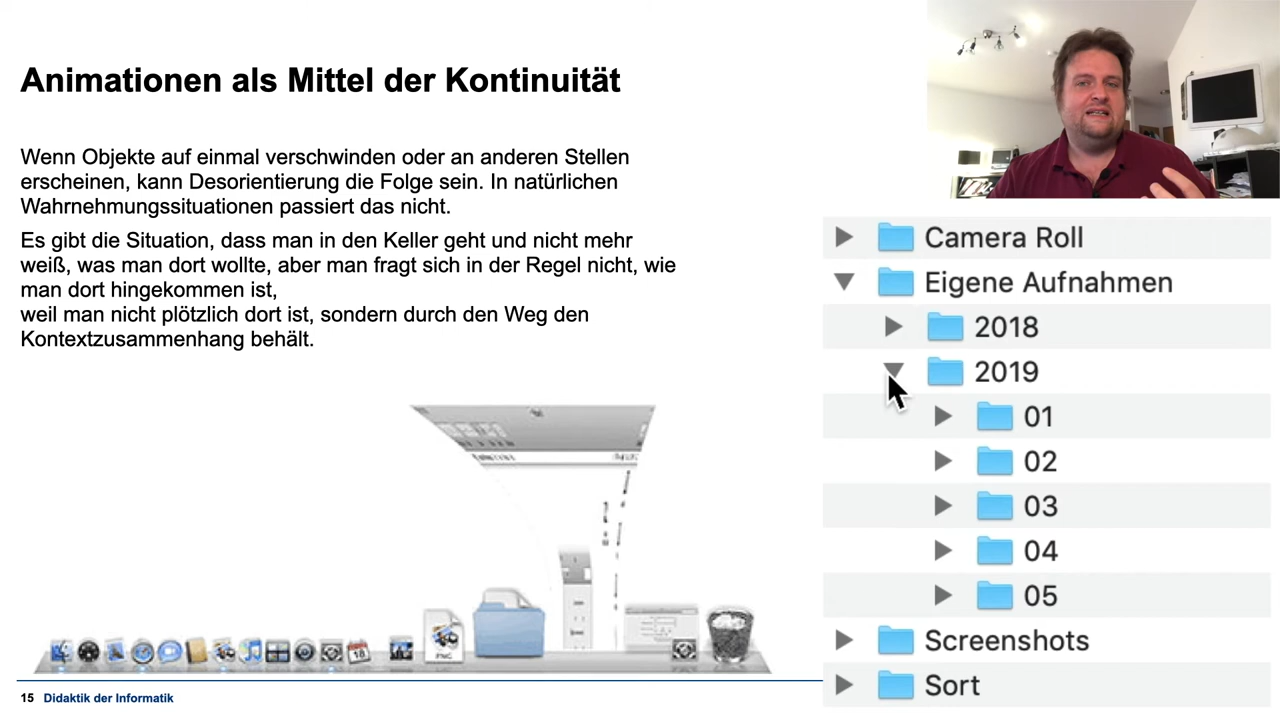 Animationen als Mittel der Kontinuität
Wenn Objekte auf einmal verschwinden oder an anderen Stellen
erscheinen, kann Desorientierung die Folge sein. In natürlichen
Wahrnehmungssituationen passiert das nicht.
Es gibt die Situation, dass man in den Keller geht und nicht mehr
weiß, was man dort wollte, aber man fragt sich in der Regel nicht, wie
man dort hingekommen ist,
weil man nicht plötzlich dort ist, sondern durch den Weg den
Kontextzusammenhang behält.
Camera Roll
Eigene Aufnahmen
2018
2019
01
02
03
04
05
Screenshots
Sort
18
PNG
15 Didaktik der Informatik